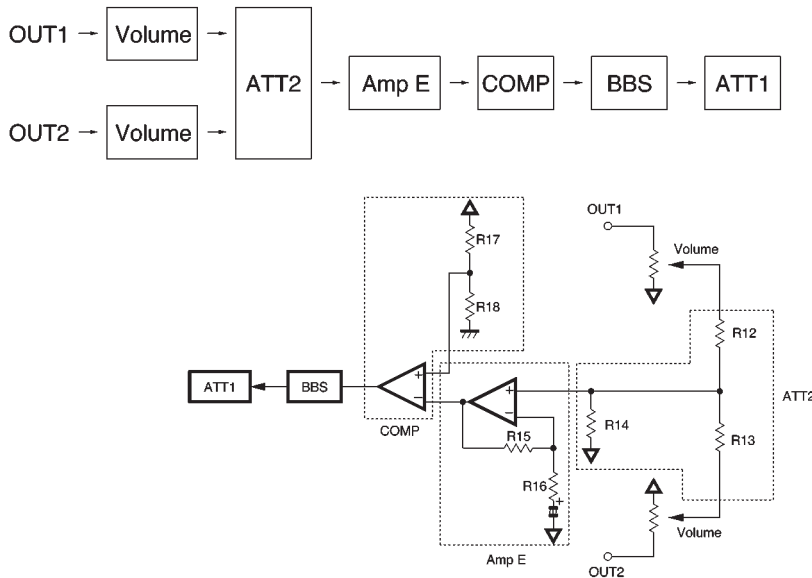 OUT1 → Volume →
ATT2 → Amp E → COMP → BBS → ATT1
OUT2 → Volume →
OUT1
R17
Volume
R18
R12
+
ATT1
BBS
−
+
−
ATT2
COMP
R15
R14
R13
R16
+
Volume
Amp E
OUT2